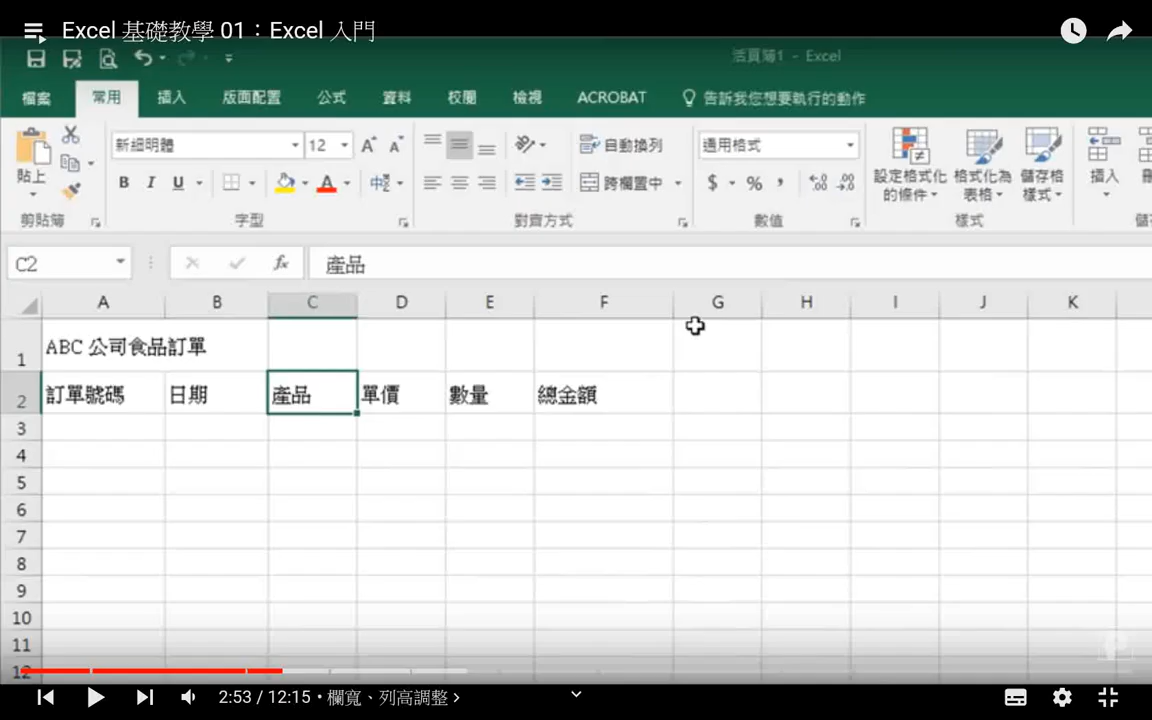 Excel 基礎教學 01：Excel 入門
活頁簿1 - Excel
檔案 常用 插入 版面配置 公式 資料 校閱 檢視 ACROBAT 告訴我您想要執行的動作
新細明體 12 自動換列 通用格式
貼上 B I U 中 跨欄置中 $ % , 設定格式化的條件 格式化為表格 儲存格樣式 插入
剪貼簿 字型 對齊方式 數值 樣式
C2 fx 產品
A B C D E F G H I J K
1 ABC 公司食品訂單
2 訂單號碼 日期 產品 單價 數量 總金額
3
4
5
6
7
8
9
10
11
12
2:53 / 12:15 • 欄寬、列高調整